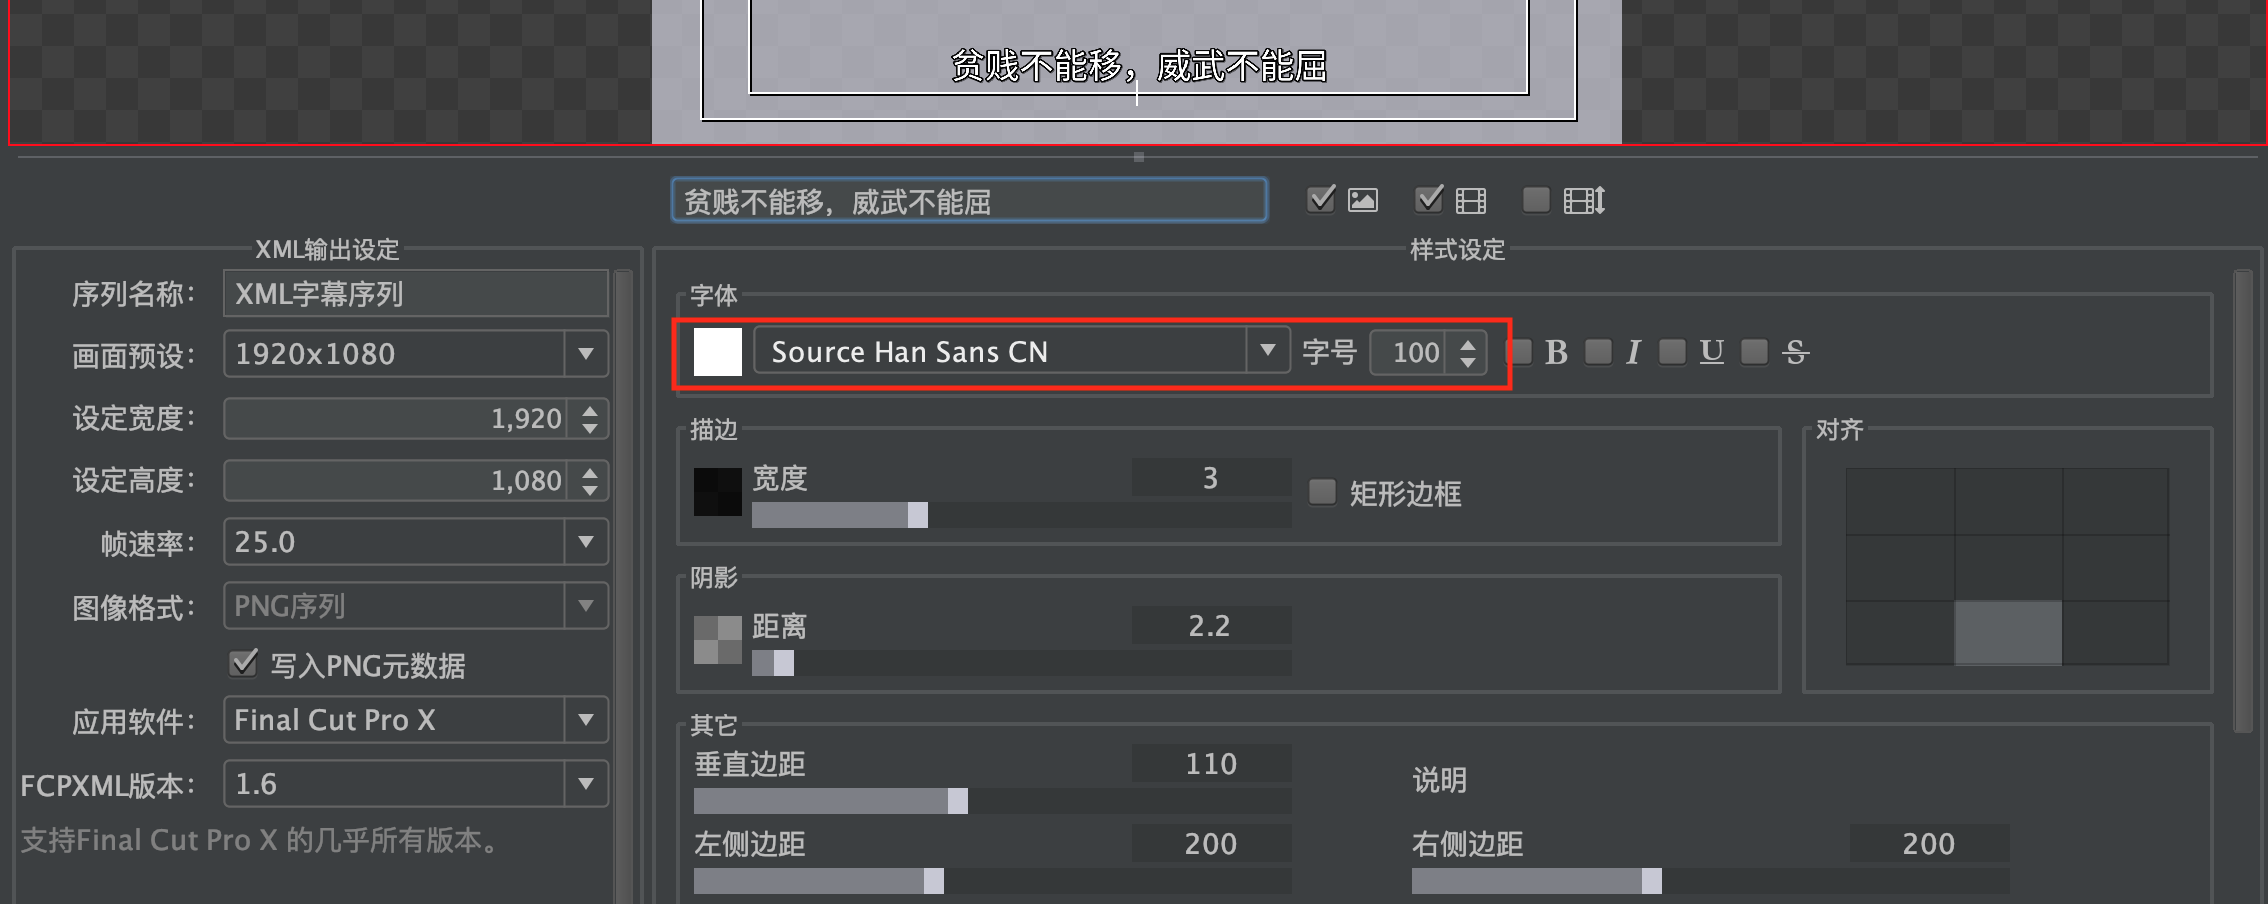 贫贱不能移，威武不能屈
贫贱不能移，威武不能屈
XML输出设定
序列名称：
XML字幕序列
画面预设：
1920x1080
设定宽度：
1,920
设定高度：
1,080
帧速率：
25.0
图像格式：
PNG序列
写入PNG元数据
应用软件：
Final Cut Pro X
FCPXML版本：
1.6
支持Final Cut Pro X 的几乎所有版本。
样式设定
字体
Source Han Sans CN
字号
100
B
I
U
S
描边
宽度
3
矩形边框
对齐
阴影
距离
2.2
其它
垂直边距
110
说明
左侧边距
200
右侧边距
200